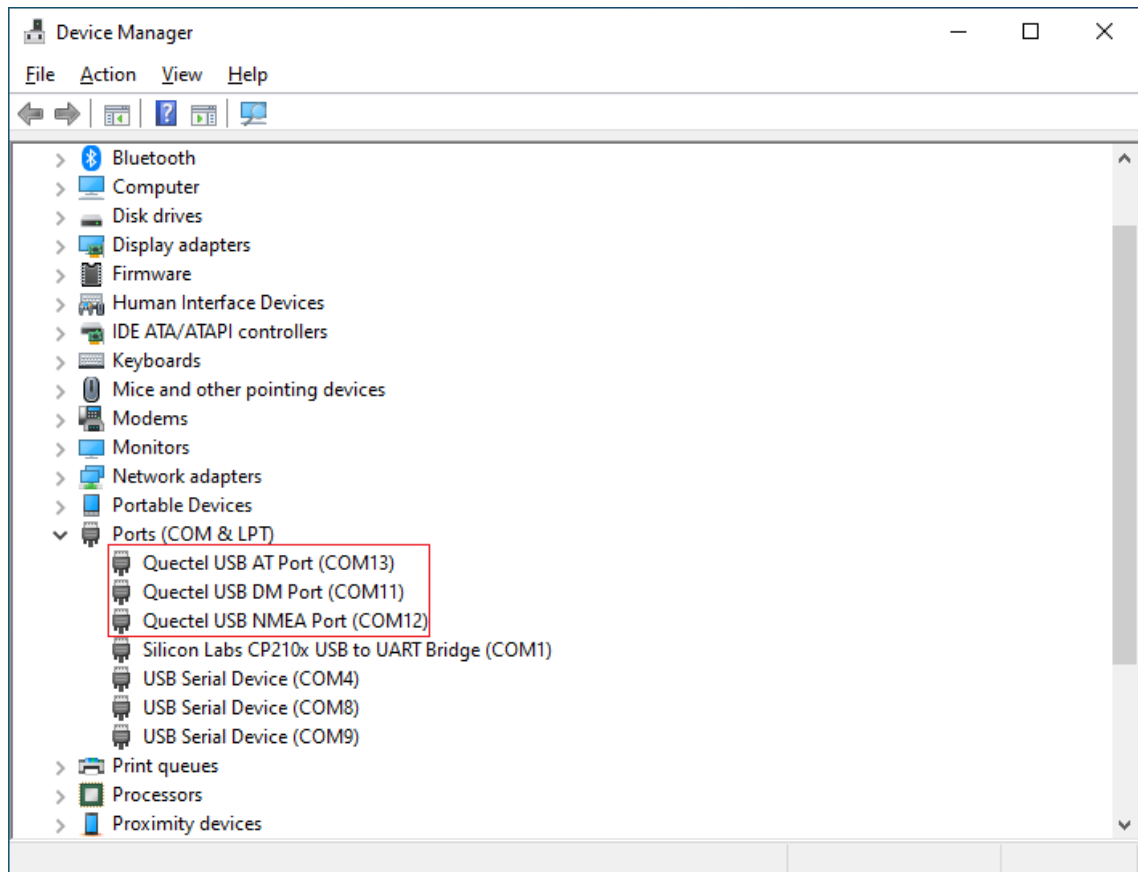 Device Manager
File Action View Help
Bluetooth
Computer
Disk drives
Display adapters
Firmware
Human Interface Devices
IDE ATA/ATAPI controllers
Keyboards
Mice and other pointing devices
Modems
Monitors
Network adapters
Portable Devices
Ports (COM & LPT)
Quectel USB AT Port (COM13)
Quectel USB DM Port (COM11)
Quectel USB NMEA Port (COM12)
Silicon Labs CP210x USB to UART Bridge (COM1)
USB Serial Device (COM4)
USB Serial Device (COM8)
USB Serial Device (COM9)
Print queues
Processors
Proximity devices